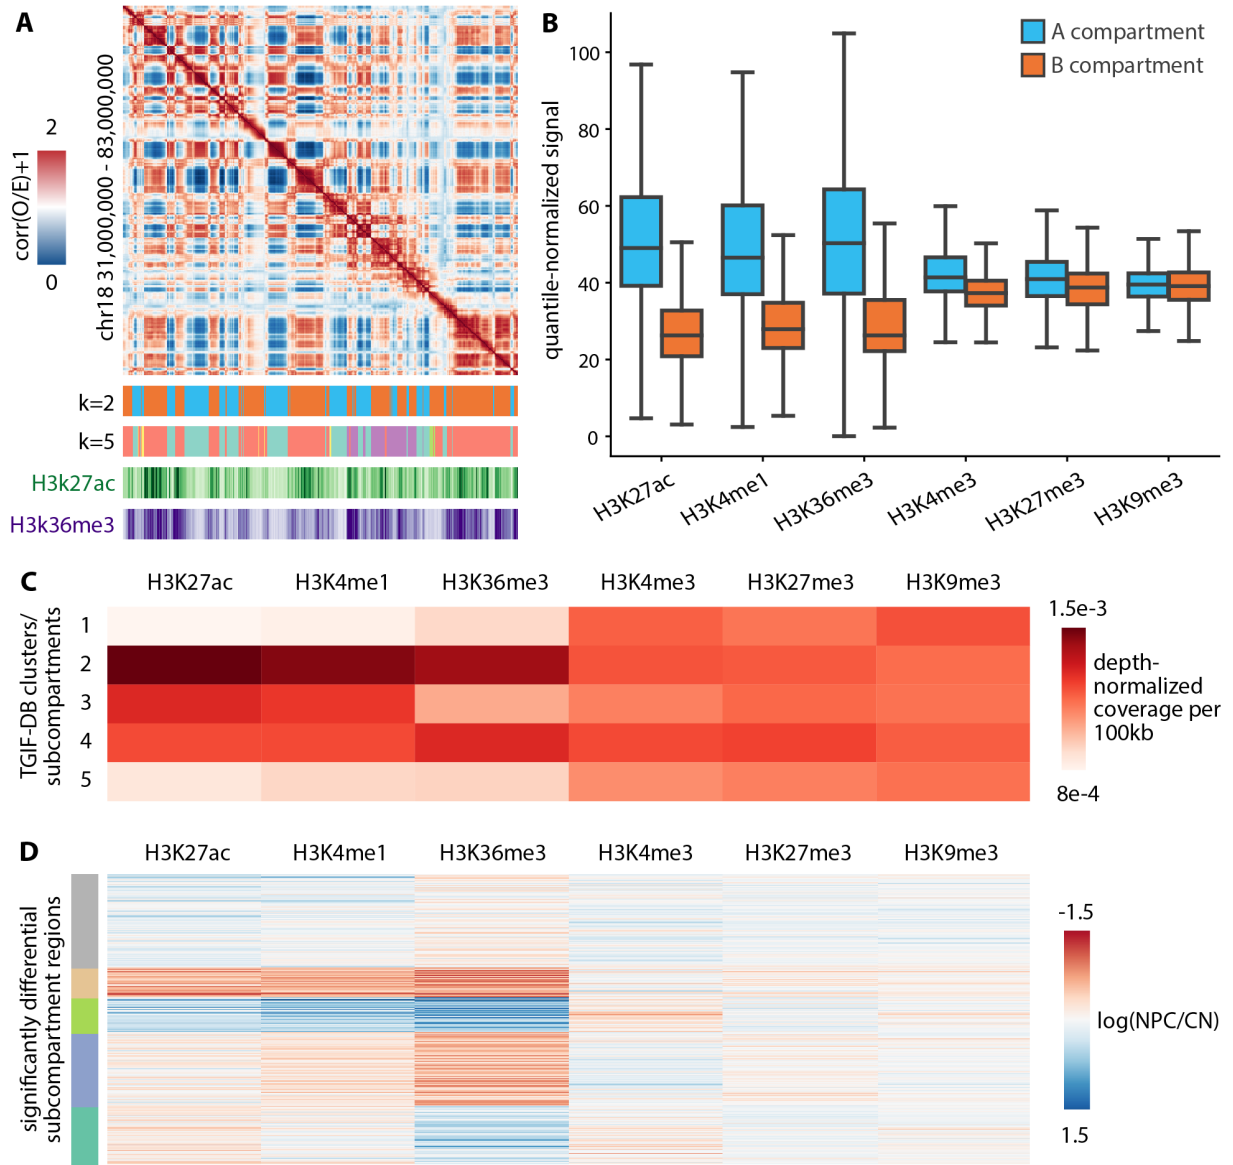 A
2
corr(O/E)+1
0
chr18 31,000,000 - 83,000,000
k=2
k=5
H3k27ac
H3k36me3
B
A compartment
B compartment
quantile-normalized signal
100
80
60
40
20
0
H3K27ac
H3K4me1
H3K36me3
H3K4me3
H3K27me3
H3K9me3
C
H3K27ac H3K4me1 H3K36me3 H3K4me3 H3K27me3 H3K9me3
TGIF-DB clusters/
subcompartments
1
2
3
4
5
1.5e-3
depth-
normalized
coverage per
100kb
8e-4
D
H3K27ac H3K4me1 H3K36me3 H3K4me3 H3K27me3 H3K9me3
significantly differential
subcompartment regions
-1.5
log(NPC/CN)
1.5